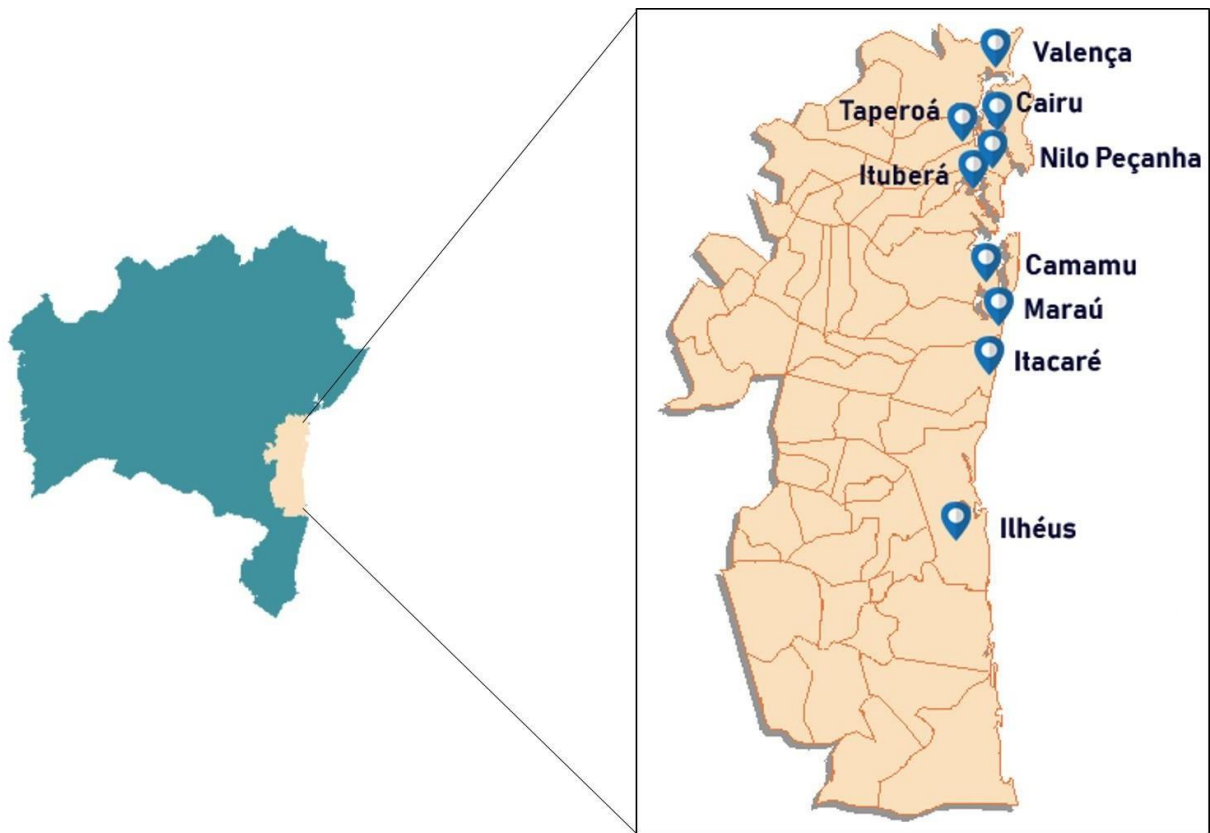 Valença
Cairu
Taperoá
Nilo Peçanha
Ituberá
Camamu
Maraú
Itacaré
Ilhéus